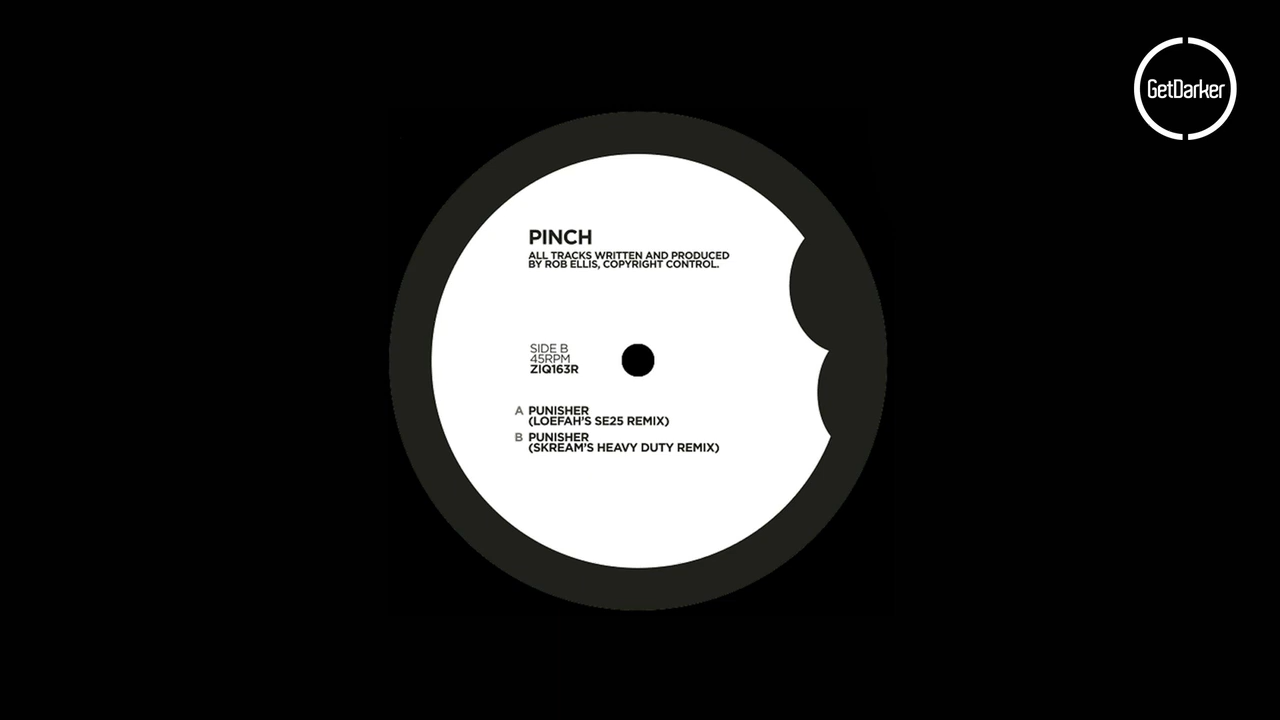 GetDarker
PINCH
ALL TRACKS WRITTEN AND PRODUCED
BY ROB ELLIS, COPYRIGHT CONTROL.
SIDE B
45RPM
ZIQ163R
A PUNISHER
(LOEFAH'S SE25 REMIX)
B PUNISHER
(SKREAM'S HEAVY DUTY REMIX)